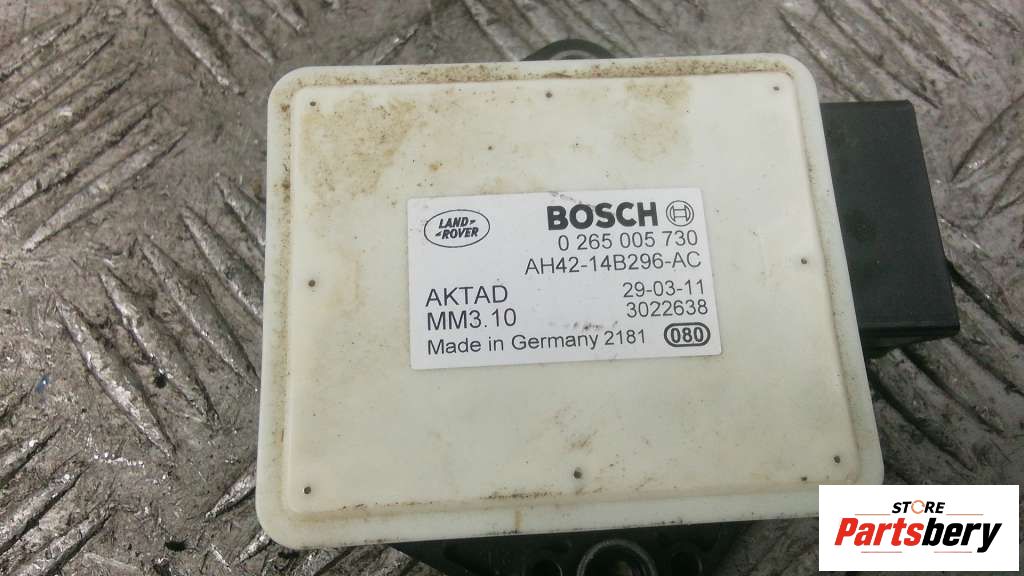 LAND-
-ROVER
BOSCH
0 265 005 730
AH42-14B296-AC
AKTAD 29-03-11
MM3.10 3022638
Made in Germany 2181 080
STORE
Partsbery